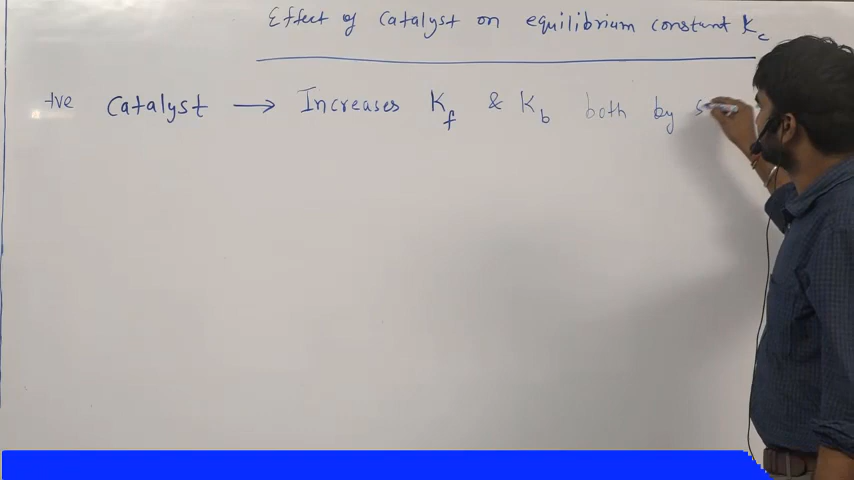 Effect of Catalyst on equilibrium constant Kc
+ve Catalyst → Increases Kf & Kb both by s